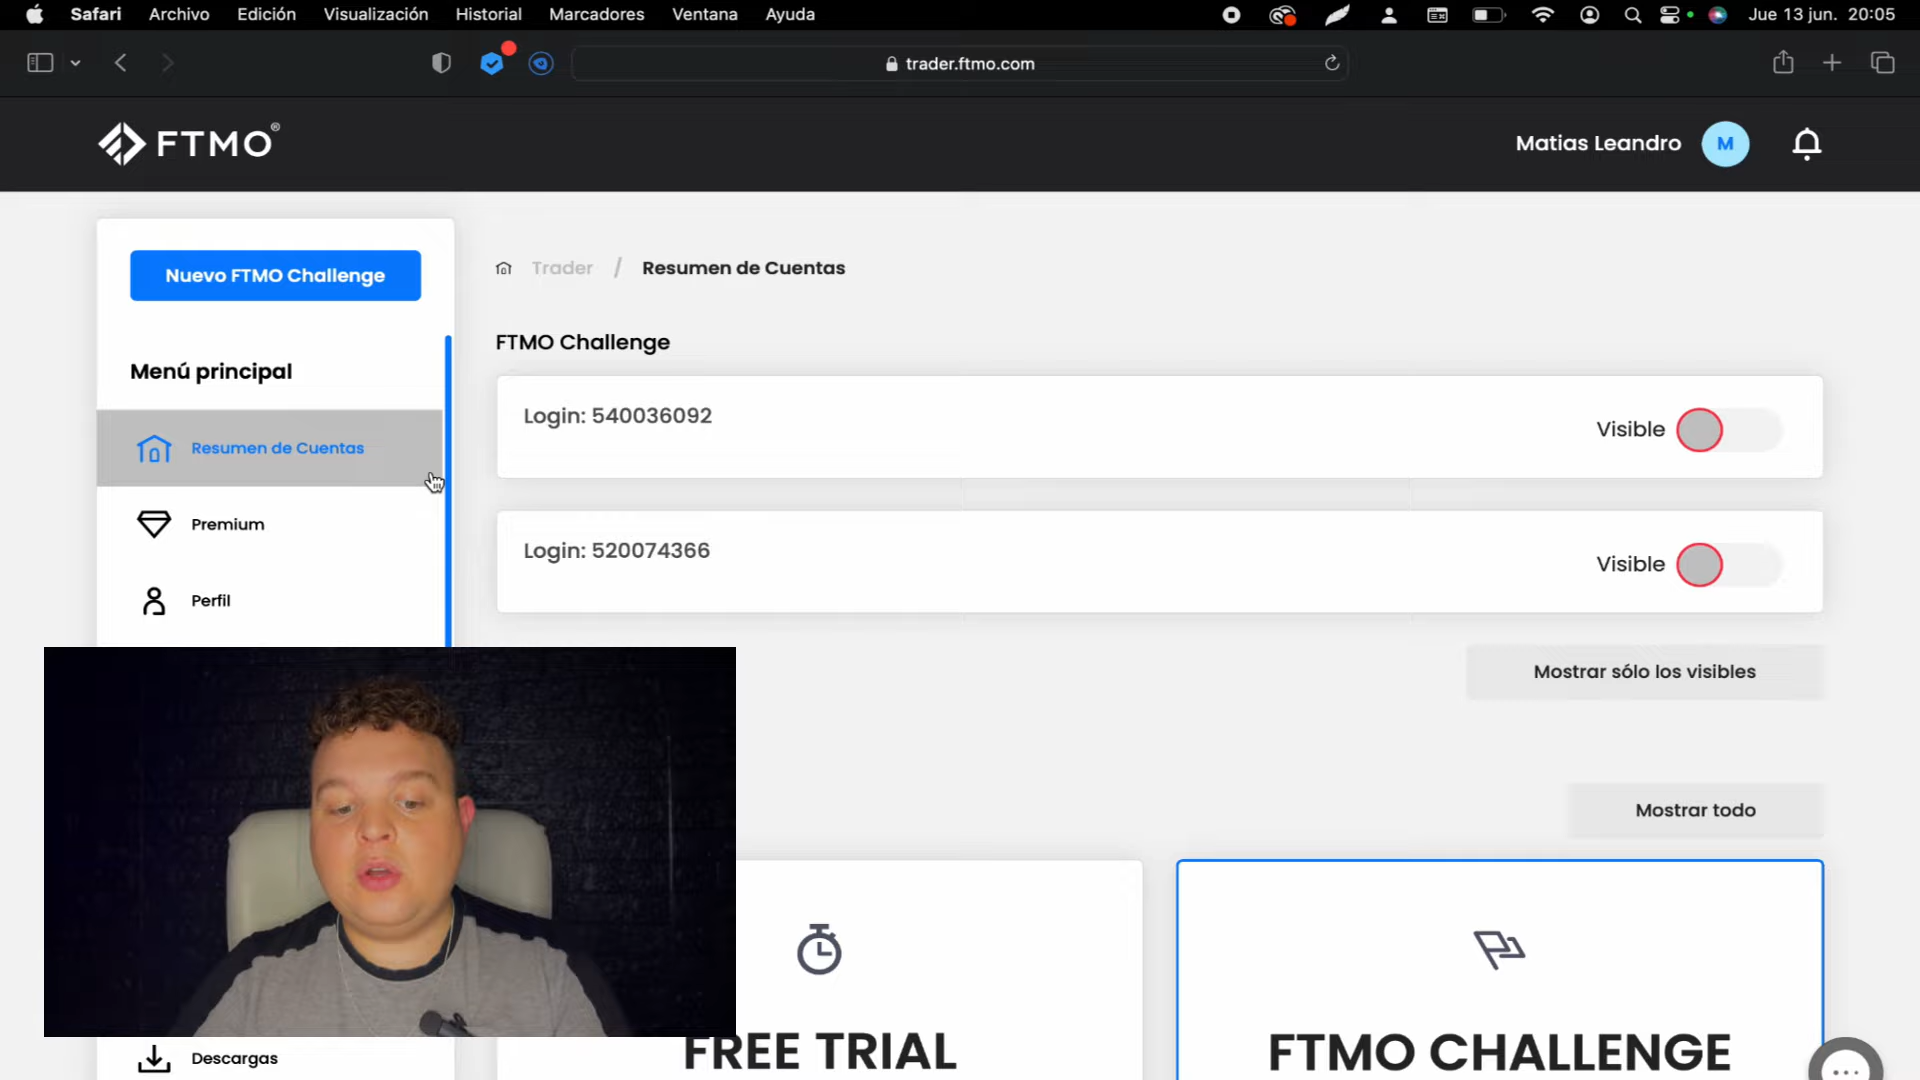 Safari Archivo Edición Visualización Historial Marcadores Ventana Ayuda Jue 13 jun. 20:05
trader.ftmo.com
FTMO®
Matias Leandro M
Nuevo FTMO Challenge
Menú principal
Resumen de Cuentas
Premium
Perfil
Descargas
Trader / Resumen de Cuentas
FTMO Challenge
Login: 540036092
Visible
Login: 520074366
Visible
Mostrar sólo los visibles
Mostrar todo
FREE TRIAL
FTMO CHALLENGE